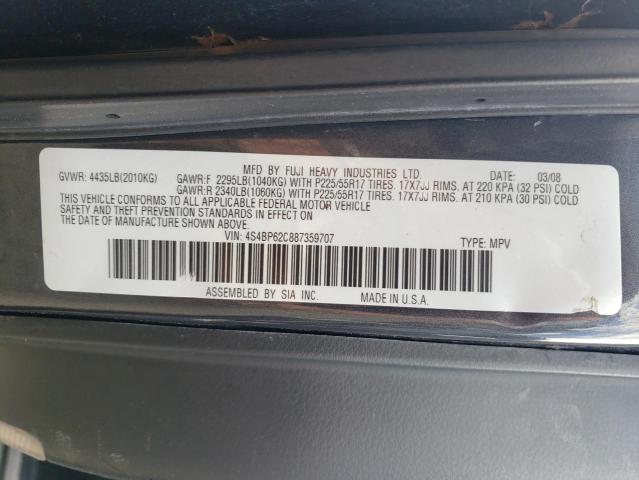 MFD BY FUJI HEAVY INDUSTRIES LTD. DATE: 03/08
GVWR: 4435LB(2010KG) GAWR:F 2295LB(1040KG) WITH P225/55R17 TIRES. 17X7JJ RIMS. AT 220 KPA (32 PSI) COLD
GAWR:R 2340LB(1060KG) WITH P225/55R17 TIRES. 17X7JJ RIMS. AT 210 KPA (30 PSI) COLD
THIS VEHICLE CONFORMS TO ALL APPLICABLE FEDERAL MOTOR VEHICLE
SAFETY AND THEFT PREVENTION STANDARDS IN EFFECT ON
THE DATE OF MANUFACTURE SHOWN ABOVE.
VIN: 4S4BP62C887359707 TYPE: MPV
ASSEMBLED BY SIA INC. MADE IN U.S.A.